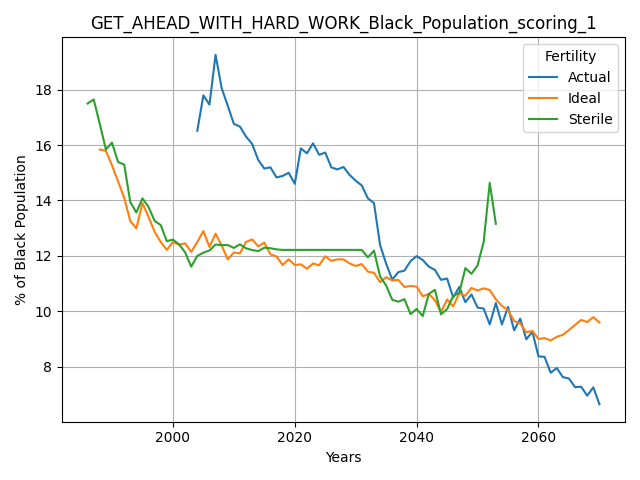 GET_AHEAD_WITH_HARD_WORK_Black_Population_scoring_1
Fertility
Actual
Ideal
Sterile
% of Black Population
18
16
14
12
10
8
2000 2020 2040 2060
Years